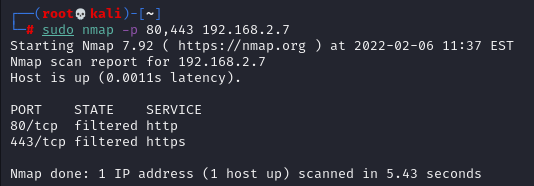 ┌──(root💀kali)-[~]
└─# sudo nmap -p 80,443 192.168.2.7
Starting Nmap 7.92 ( https://nmap.org ) at 2022-02-06 11:37 EST
Nmap scan report for 192.168.2.7
Host is up (0.0011s latency).

PORT    STATE    SERVICE
80/tcp  filtered http
443/tcp filtered https

Nmap done: 1 IP address (1 host up) scanned in 5.43 seconds